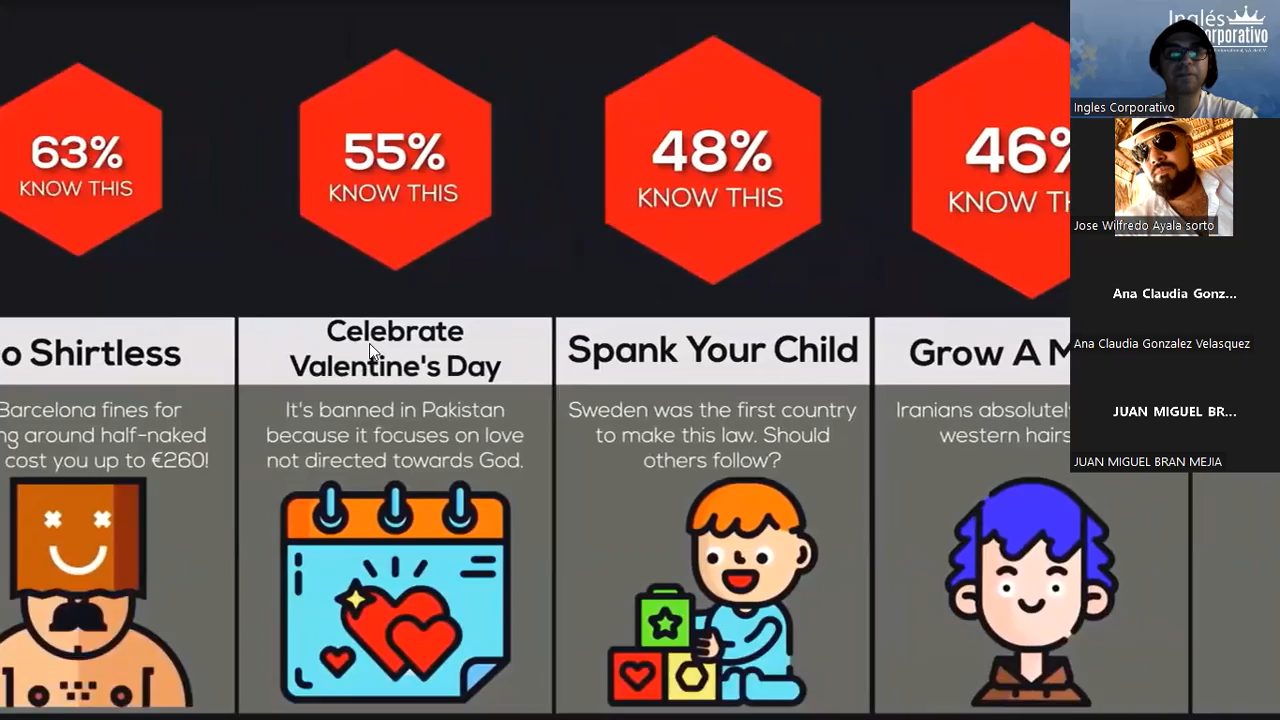 63%
KNOW THIS
55%
KNOW THIS
48%
KNOW THIS
46%
KNOW TH
o Shirtless
Barcelona fines for
ng around half-naked
cost you up to €260!
Celebrate
Valentine's Day
It's banned in Pakistan
because it focuses on love
not directed towards God.
Spank Your Child
Sweden was the first country
to make this law. Should
others follow?
Grow A M
Iranians absolutel
western hairs
Inglés
orporativo
Ingles Corporativo
Jose Wilfredo Ayala sorto
Ana Claudia Gonz...
Ana Claudia Gonzalez Velasquez
JUAN MIGUEL BR...
JUAN MIGUEL BRAN MEJIA